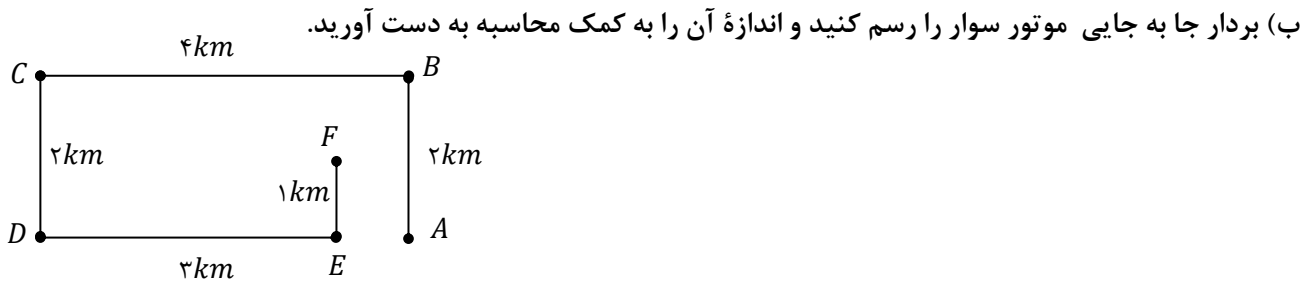 ب) بردار جا به جایی موتور سوار را رسم کنید و اندازهٔ آن را به کمک محاسبه به دست آورید.
۴km
C
B
F
۲km
۲km
۱km
D
A
۳km
E